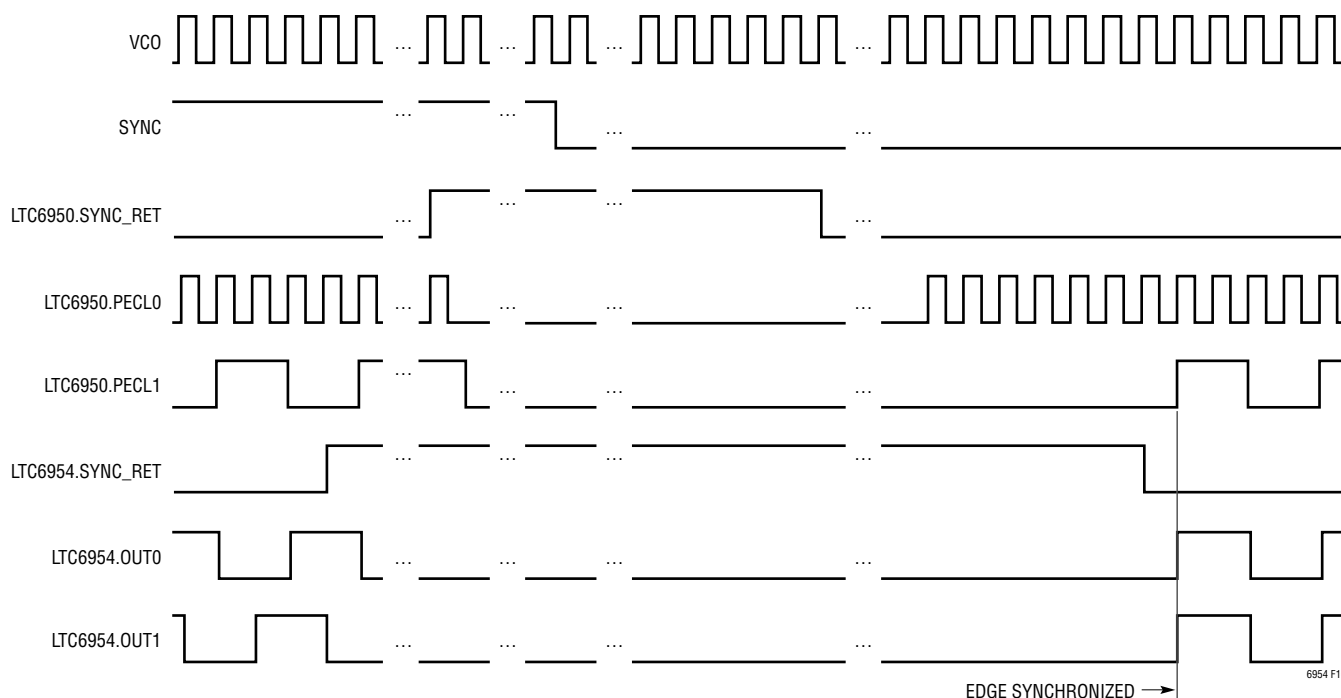 VCO
... ... ... ...
SYNC
... ... ... ...
LTC6950.SYNC_RET
... ... ... ...
LTC6950.PECL0
... ... ... ...
LTC6950.PECL1
... ... ... ...
LTC6954.SYNC_RET
... ... ... ...
LTC6954.OUT0
... ... ... ...
LTC6954.OUT1
... ... ... ...
6954 F1
EDGE SYNCHRONIZED